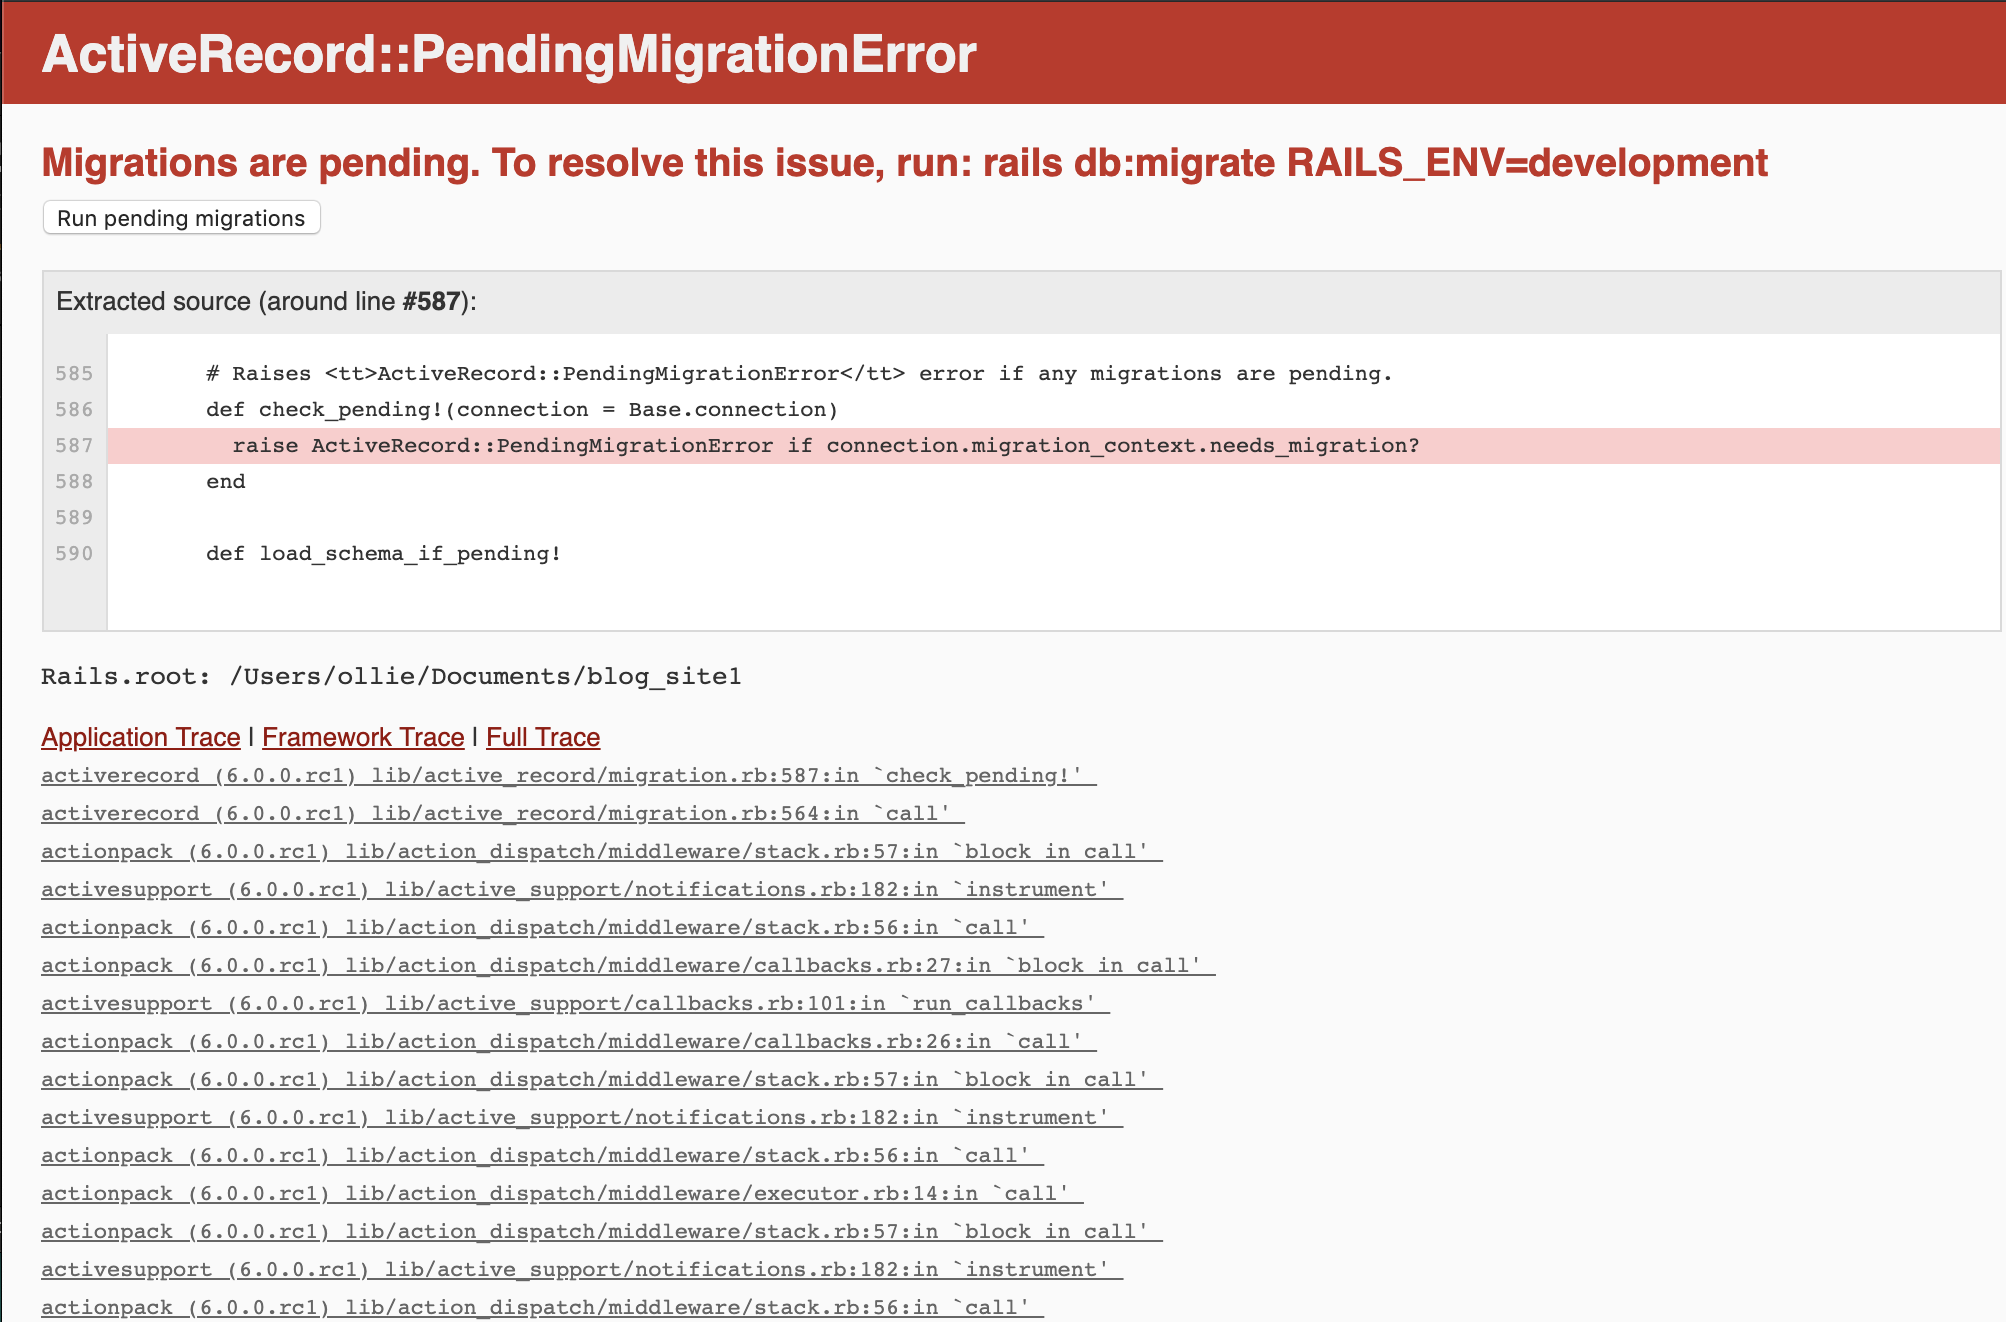 ActiveRecord::PendingMigrationError
Migrations are pending. To resolve this issue, run: rails db:migrate RAILS_ENV=development
Run pending migrations
Extracted source (around line #587):
585 # Raises <tt>ActiveRecord::PendingMigrationError</tt> error if any migrations are pending.
586 def check_pending!(connection = Base.connection)
587 raise ActiveRecord::PendingMigrationError if connection.migration_context.needs_migration?
588 end
589
590 def load_schema_if_pending!
Rails.root: /Users/ollie/Documents/blog_site1
Application Trace | Framework Trace | Full Trace
activerecord (6.0.0.rc1) lib/active_record/migration.rb:587:in `check_pending!'
activerecord (6.0.0.rc1) lib/active_record/migration.rb:564:in `call'
actionpack (6.0.0.rc1) lib/action_dispatch/middleware/stack.rb:57:in `block in call'
activesupport (6.0.0.rc1) lib/active_support/notifications.rb:182:in `instrument'
actionpack (6.0.0.rc1) lib/action_dispatch/middleware/stack.rb:56:in `call'
actionpack (6.0.0.rc1) lib/action_dispatch/middleware/callbacks.rb:27:in `block in call'
activesupport (6.0.0.rc1) lib/active_support/callbacks.rb:101:in `run_callbacks'
actionpack (6.0.0.rc1) lib/action_dispatch/middleware/callbacks.rb:26:in `call'
actionpack (6.0.0.rc1) lib/action_dispatch/middleware/stack.rb:57:in `block in call'
activesupport (6.0.0.rc1) lib/active_support/notifications.rb:182:in `instrument'
actionpack (6.0.0.rc1) lib/action_dispatch/middleware/stack.rb:56:in `call'
actionpack (6.0.0.rc1) lib/action_dispatch/middleware/executor.rb:14:in `call'
actionpack (6.0.0.rc1) lib/action_dispatch/middleware/stack.rb:57:in `block in call'
activesupport (6.0.0.rc1) lib/active_support/notifications.rb:182:in `instrument'
actionpack (6.0.0.rc1) lib/action_dispatch/middleware/stack.rb:56:in `call'